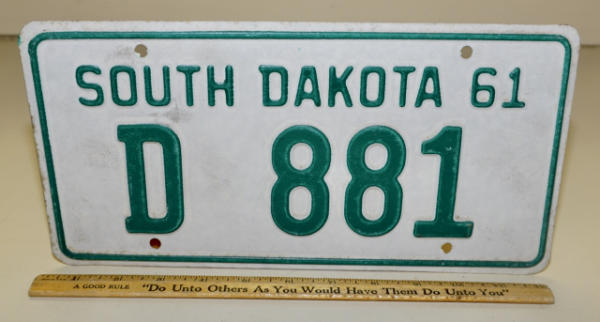 SOUTH DAKOTA 61
D 881
A GOOD RULE "Do Unto Others As You Would Have Them Do Unto You"